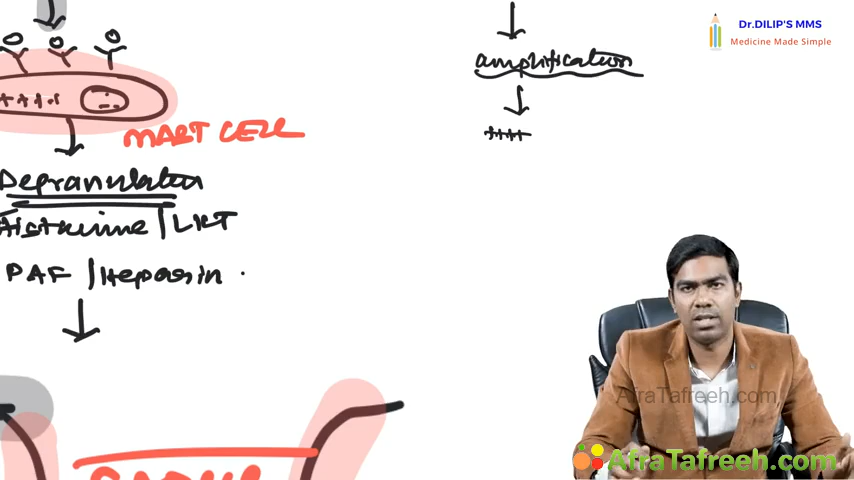 Dr.DILIP'S MMS
Medicine Made Simple
amplification
MAST CELL
Degranulation
Histamine / LKT
PAF / Heparin
AfraTafreeh.com
AfraTafreeh.com